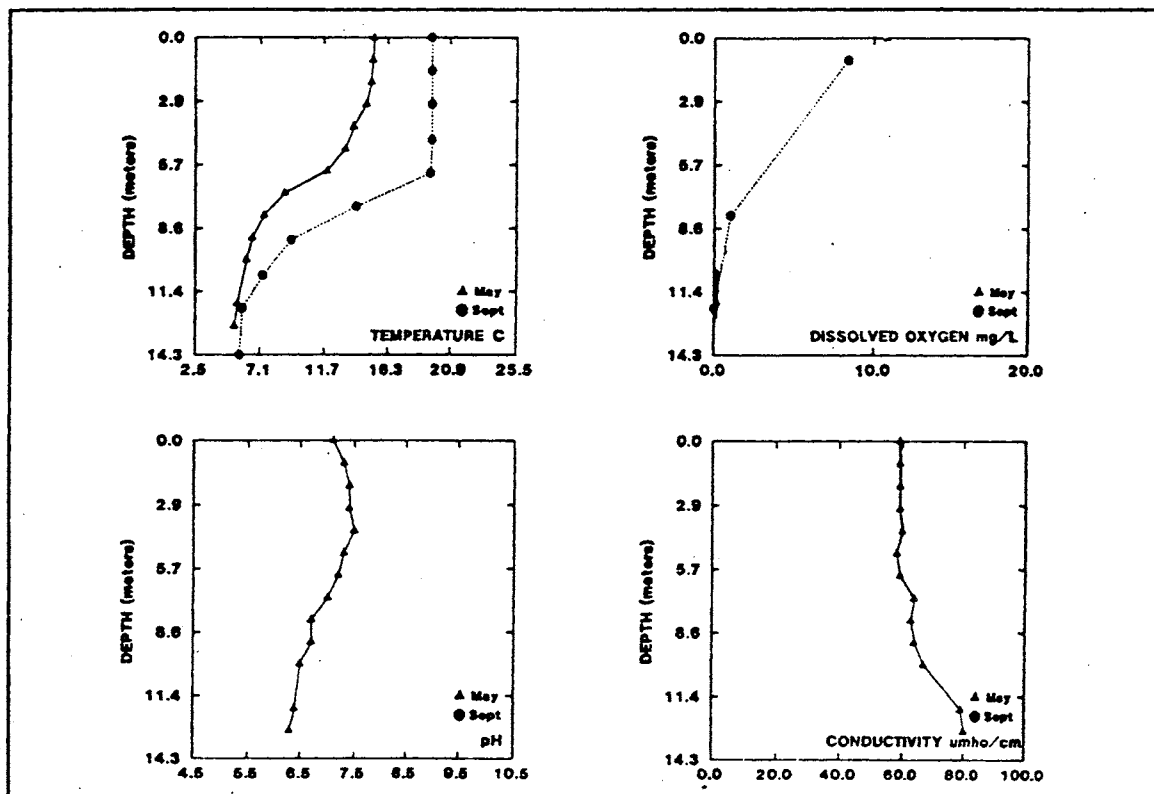 0.0
2.9
5.7
8.6
11.4
14.3
DEPTH (meters)
May
Sept
TEMPERATURE C
2.5 7.1 11.7 16.3 20.9 25.5
0.0
2.9
5.7
8.6
11.4
14.3
DEPTH (meters)
May
Sept
DISSOLVED OXYGEN mg/L
0.0 10.0 20.0
0.0
2.9
5.7
8.6
11.4
14.3
DEPTH (meters)
May
Sept
pH
4.5 5.5 6.5 7.5 8.5 9.5 10.5
0.0
2.9
5.7
8.6
11.4
14.3
DEPTH (meters)
May
Sept
CONDUCTIVITY umho/cm
0.0 20.0 40.0 60.0 80.0 100.0